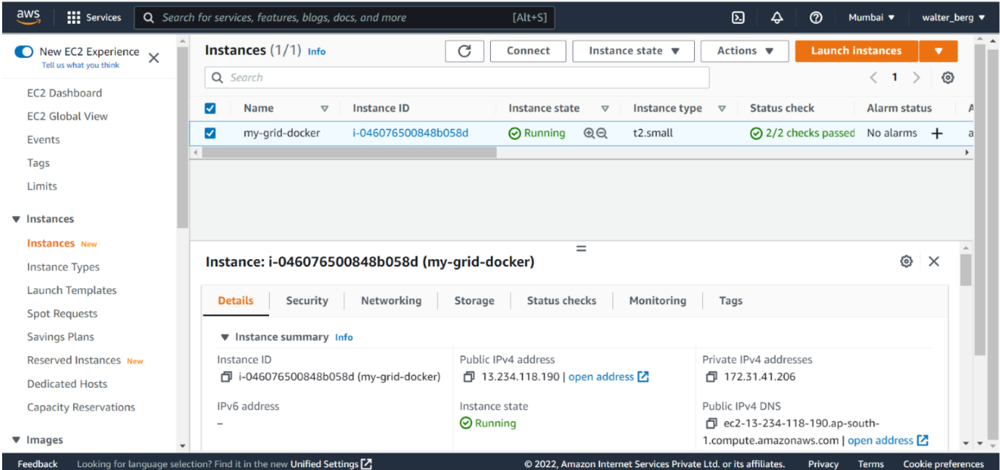 aws
Services
Search for services, features, blogs, docs, and more
[Alt+S]
Mumbai
walter_berg
New EC2 Experience
Tell us what you think
EC2 Dashboard
EC2 Global View
Events
Tags
Limits
Instances
Instances New
Instance Types
Launch Templates
Spot Requests
Savings Plans
Reserved Instances New
Dedicated Hosts
Capacity Reservations
Images
Instances (1/1) Info
Connect
Instance state
Actions
Launch instances
Search
1
Name Instance ID Instance state Instance type Status check Alarm status A
my-grid-docker i-046076500848b058d Running t2.small 2/2 checks passed No alarms + a
Instance: i-046076500848b058d (my-grid-docker)
Details Security Networking Storage Status checks Monitoring Tags
Instance summary Info
Instance ID
i-046076500848b058d (my-grid-docker)
Public IPv4 address
13.234.118.190 | open address
Private IPv4 addresses
172.31.41.206
IPv6 address
–
Instance state
Running
Public IPv4 DNS
ec2-13-234-118-190.ap-south-
1.compute.amazonaws.com | open address
Feedback Looking for language selection? Find it in the new Unified Settings © 2022, Amazon Internet Services Private Ltd. or its affiliates. Privacy Terms Cookie preferences